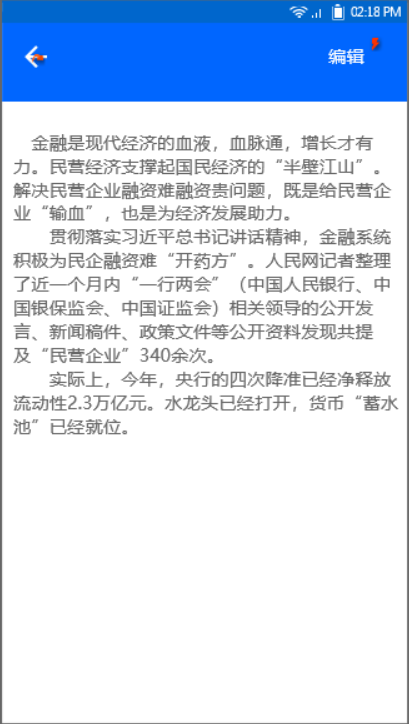 02:18 PM
编辑
金融是现代经济的血液，血脉通，增长才有
力。民营经济支撑起国民经济的“半壁江山”。
解决民营企业融资难融资贵问题，既是给民营企
业“输血”，也是为经济发展助力。
贯彻落实习近平总书记讲话精神，金融系统
积极为民企融资难“开药方”。人民网记者整理
了近一个月内“一行两会”（中国人民银行、中
国银保监会、中国证监会）相关领导的公开发
言、新闻稿件、政策文件等公开资料发现共提
及“民营企业”340余次。
实际上，今年，央行的四次降准已经净释放
流动性2.3万亿元。水龙头已经打开，货币“蓄水
池”已经就位。